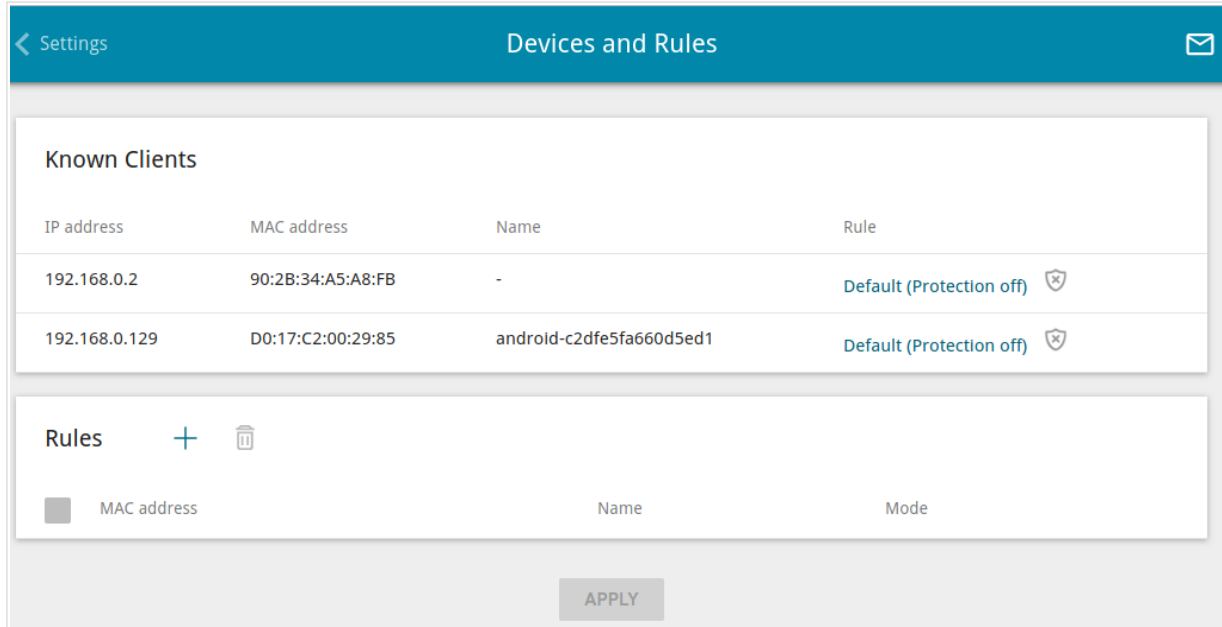 Settings Devices and Rules
Known Clients
IP address MAC address Name Rule
192.168.0.2 90:2B:34:A5:A8:FB - Default (Protection off)
192.168.0.129 D0:17:C2:00:29:85 android-c2dfe5fa660d5ed1 Default (Protection off)
Rules
MAC address Name Mode
APPLY